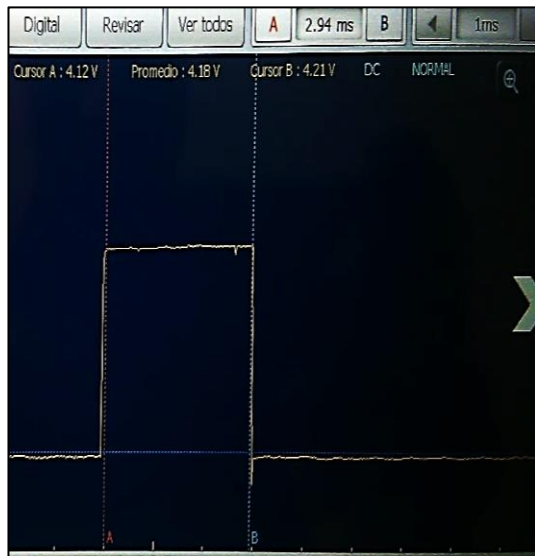 Digital Revisar Ver todos A 2.94 ms B 1ms
Cursor A : 4.12 V Promedio : 4.18 V Cursor B : 4.21 V DC NORMAL
A B